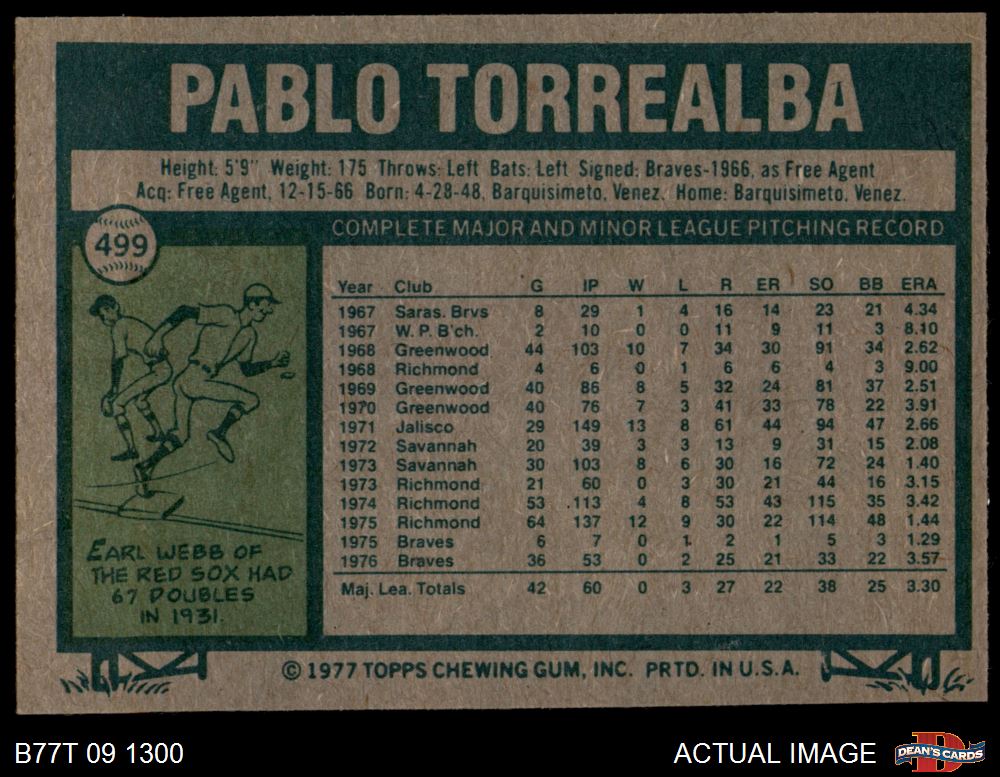 PABLO TORREALBA
Height: 5'9" Weight: 175 Throws: Left Bats: Left Signed: Braves-1966, as Free Agent
Acq: Free Agent, 12-15-66 Born: 4-28-48, Barquisimeto, Venez. Home: Barquisimeto, Venez.
499
COMPLETE MAJOR AND MINOR LEAGUE PITCHING RECORD
Year Club G IP W L R ER SO BB ERA
1967 Saras. Brvs 8 29 1 4 16 14 23 21 4.34
1967 W. P. B'ch. 2 10 0 0 11 9 11 3 8.10
1968 Greenwood 44 103 10 7 34 30 91 34 2.62
1968 Richmond 4 6 0 1 6 6 4 3 9.00
1969 Greenwood 40 86 8 5 32 24 81 37 2.51
1970 Greenwood 40 76 7 3 41 33 78 22 3.91
1971 Jalisco 29 149 13 8 61 44 94 47 2.66
1972 Savannah 20 39 3 3 13 9 31 15 2.08
1973 Savannah 30 103 8 6 30 16 72 24 1.40
1973 Richmond 21 60 0 3 30 21 44 16 3.15
1974 Richmond 53 113 4 8 53 43 115 35 3.42
1975 Richmond 64 137 12 9 30 22 114 48 1.44
1975 Braves 6 7 0 1 2 1 5 3 1.29
1976 Braves 36 53 0 2 25 21 33 22 3.57
Maj. Lea. Totals 42 60 0 3 27 22 38 25 3.30
EARL WEBB OF
THE RED SOX HAD
67 DOUBLES
IN 1931.
© 1977 TOPPS CHEWING GUM, INC. PRTD. IN U.S.A.
B77T 09 1300
ACTUAL IMAGE
DEAN'S CARDS